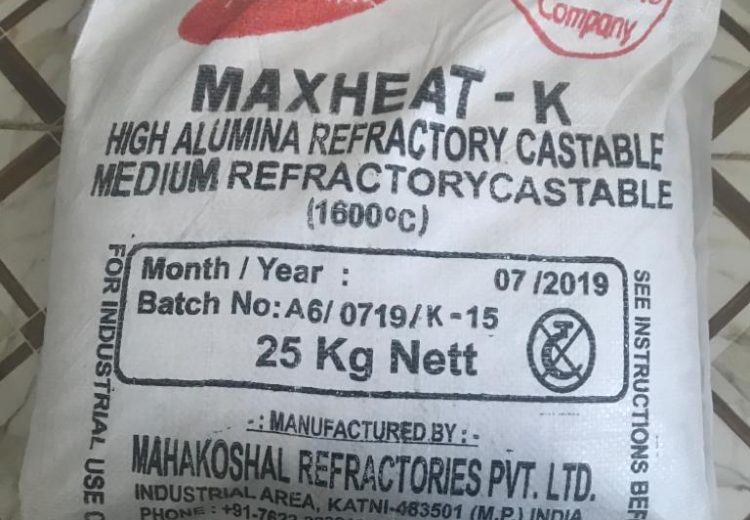 Company
MAXHEAT - K
HIGH ALUMINA REFRACTORY CASTABLE
MEDIUM REFRACTORYCASTABLE
(1600ºC)
FOR INDUSTRIAL USE
Month / Year : 07 /2019
Batch No: A6/ 0719/K-15
25 Kg Nett
SEE INSTRUCTIONS
-: MANUFACTURED BY :-
MAHAKOSHAL REFRACTORIES PVT. LTD.
INDUSTRIAL AREA, KATNI-483501 (M.P.) INDIA
PHONE : +91-7622